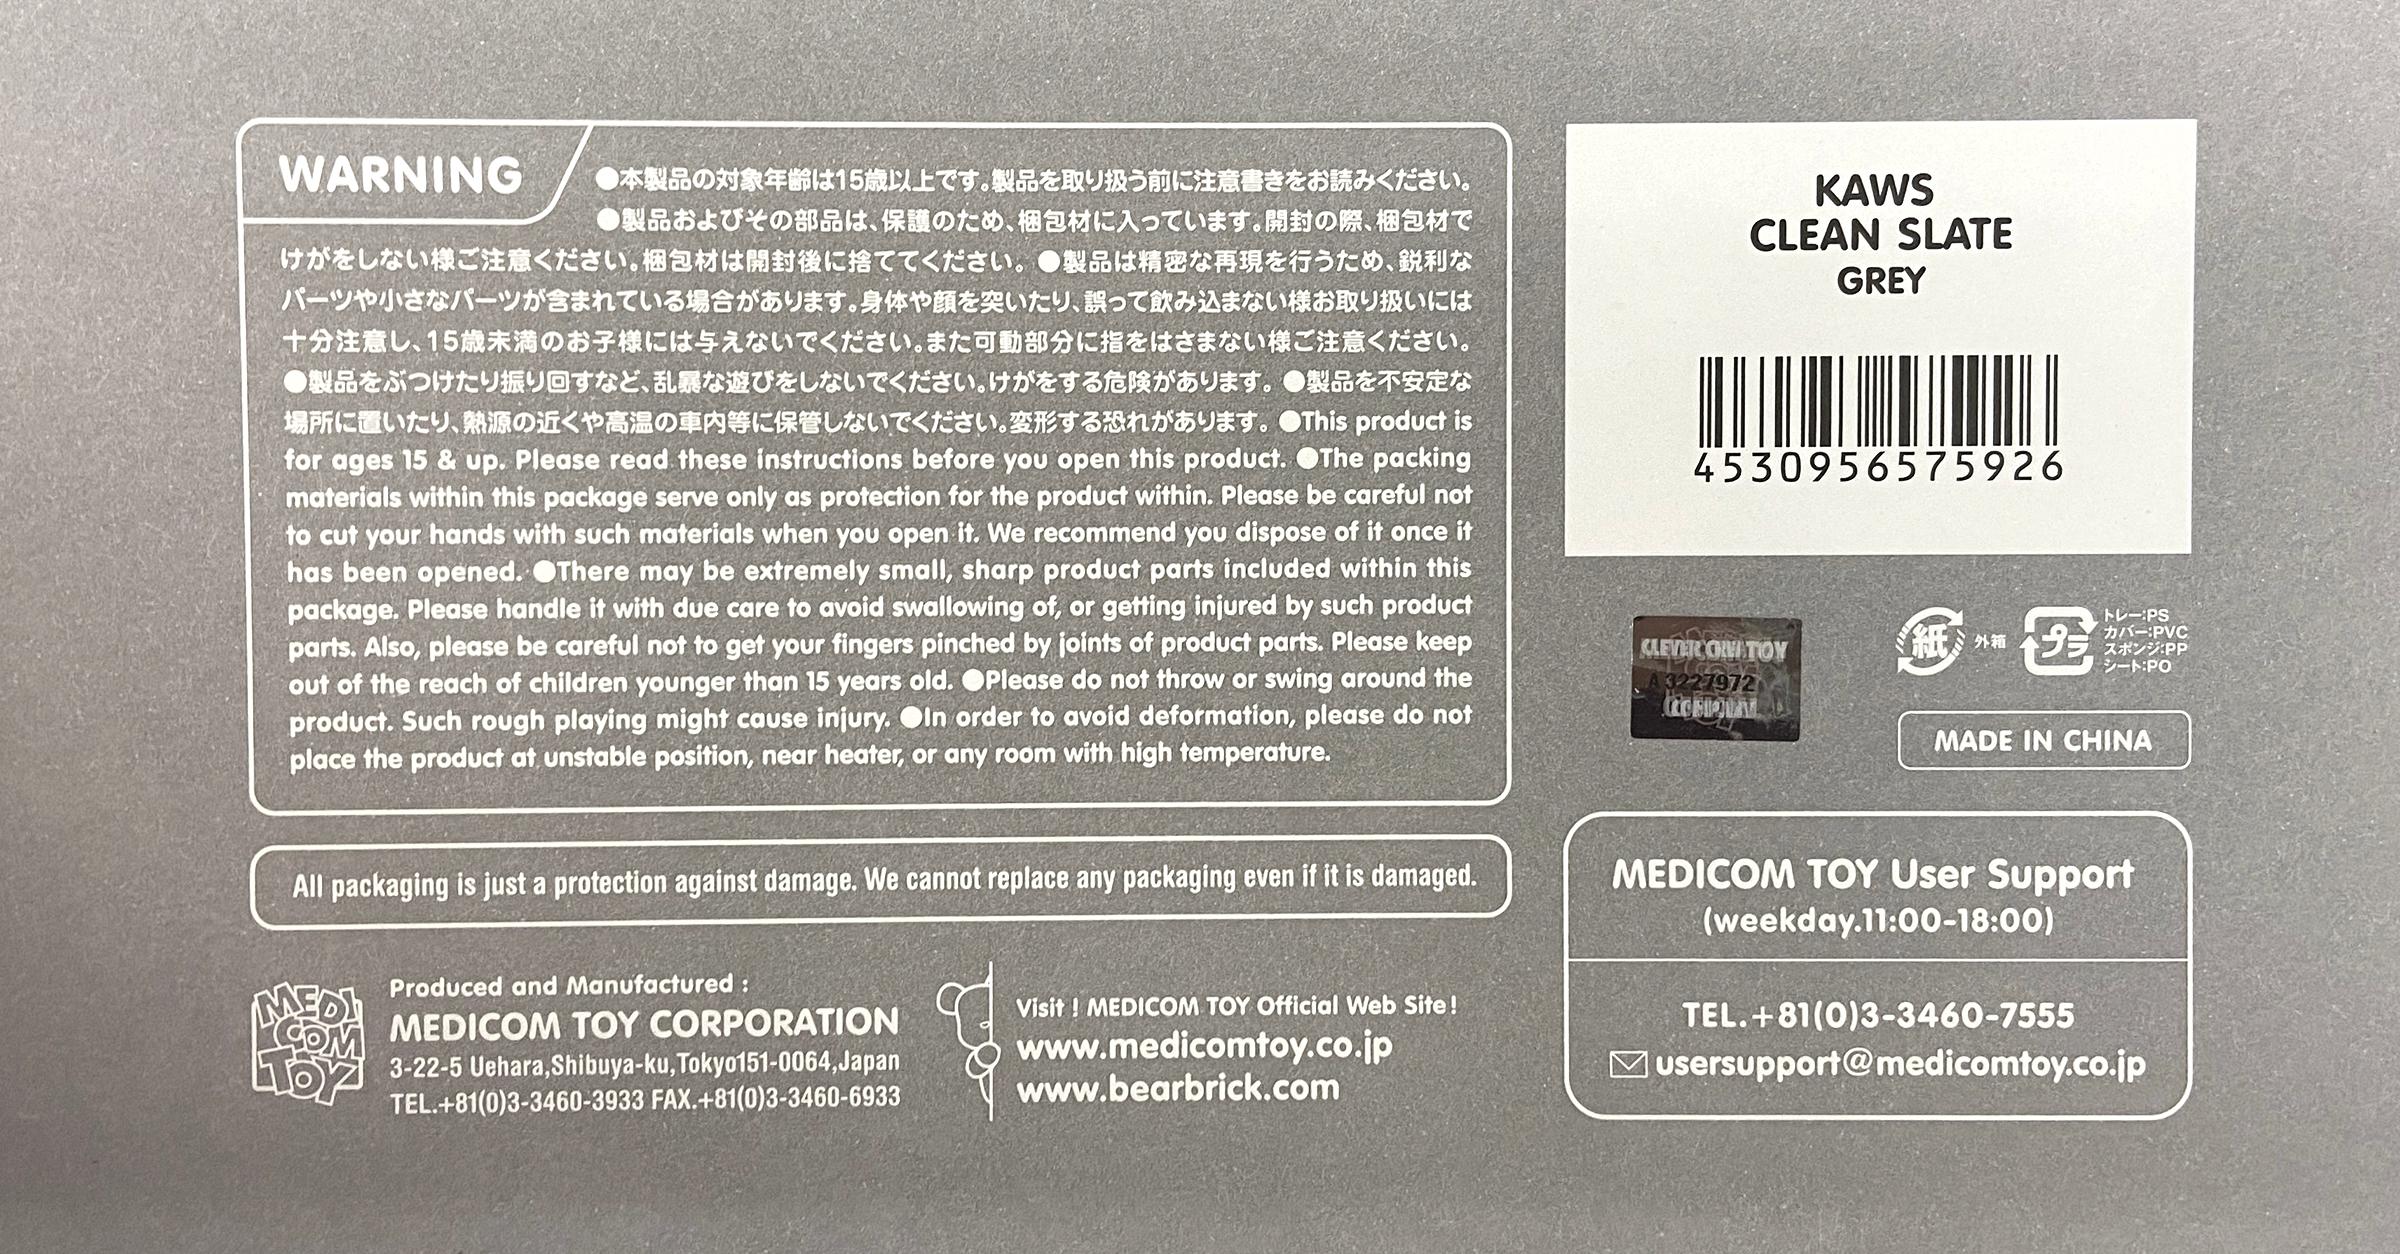 WARNING
●本製品の対象年齢は15歳以上です。製品を取り扱う前に注意書きをお読みください。
●製品およびその部品は、保護のため、梱包材に入っています。開封の際、梱包材で
けがをしない様ご注意ください。梱包材は開封後に捨ててください。●製品は精密な再現を行うため、鋭利な
パーツや小さなパーツが含まれている場合があります。身体や顔を突いたり、誤って飲み込まない様お取り扱いには
十分注意し、15歳未満のお子様には与えないでください。また可動部分に指をはさまない様ご注意ください。
●製品をぶつけたり振り回すなど、乱暴な遊びをしないでください。けがをする危険があります。●製品を不安定な
場所に置いたり、熱源の近くや高温の車内等に保管しないでください。変形する恐れがあります。●This product is
for ages 15 & up. Please read these instructions before you open this product. ●The packing
materials within this package serve only as protection for the product within. Please be careful not
to cut your hands with such materials when you open it. We recommend you dispose of it once it
has been opened. ●There may be extremely small, sharp product parts included within this
package. Please handle it with due care to avoid swallowing of, or getting injured by such product
parts. Also, please be careful not to get your fingers pinched by joints of product parts. Please keep
out of the reach of children younger than 15 years old. ●Please do not throw or swing around the
product. Such rough playing might cause injury. ●In order to avoid deformation, please do not
place the product at unstable position, near heater, or any room with high temperature.
All packaging is just a protection against damage. We cannot replace any packaging even if it is damaged.
MEDI
COM
TOY
Produced and Manufactured :
MEDICOM TOY CORPORATION
3-22-5 Uehara,Shibuya-ku,Tokyo151-0064,Japan
TEL.+81(0)3-3460-3933 FAX.+81(0)3-3460-6933
Visit ! MEDICOM TOY Official Web Site!
www.medicomtoy.co.jp
www.bearbrick.com
KAWS
CLEAN SLATE
GREY
4530956575926
TOY
A 3227972
紙 外箱
プラ
トレー:PS
カバー:PVC
スポンジ:PP
シート:PO
MADE IN CHINA
MEDICOM TOY User Support
(weekday.11:00-18:00)
TEL.+81(0)3-3460-7555
usersupport@medicomtoy.co.jp